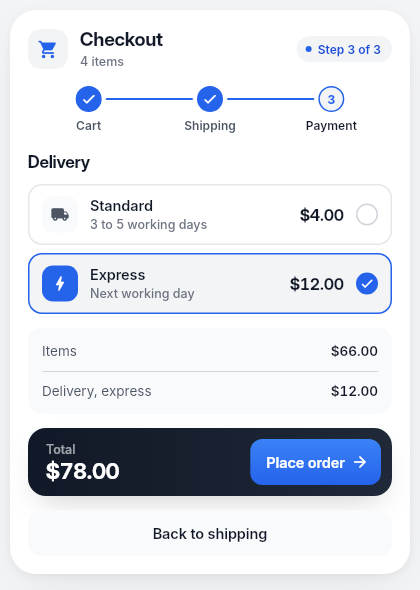 Checkout
4 items
Step 3 of 3
3
Cart
Shipping
Payment
Delivery
Standard
3 to 5 working days
$4.00
Express
Next working day
$12.00
Items
$66.00
Delivery, express
$12.00
Total
$78.00
Place order
Back to shipping